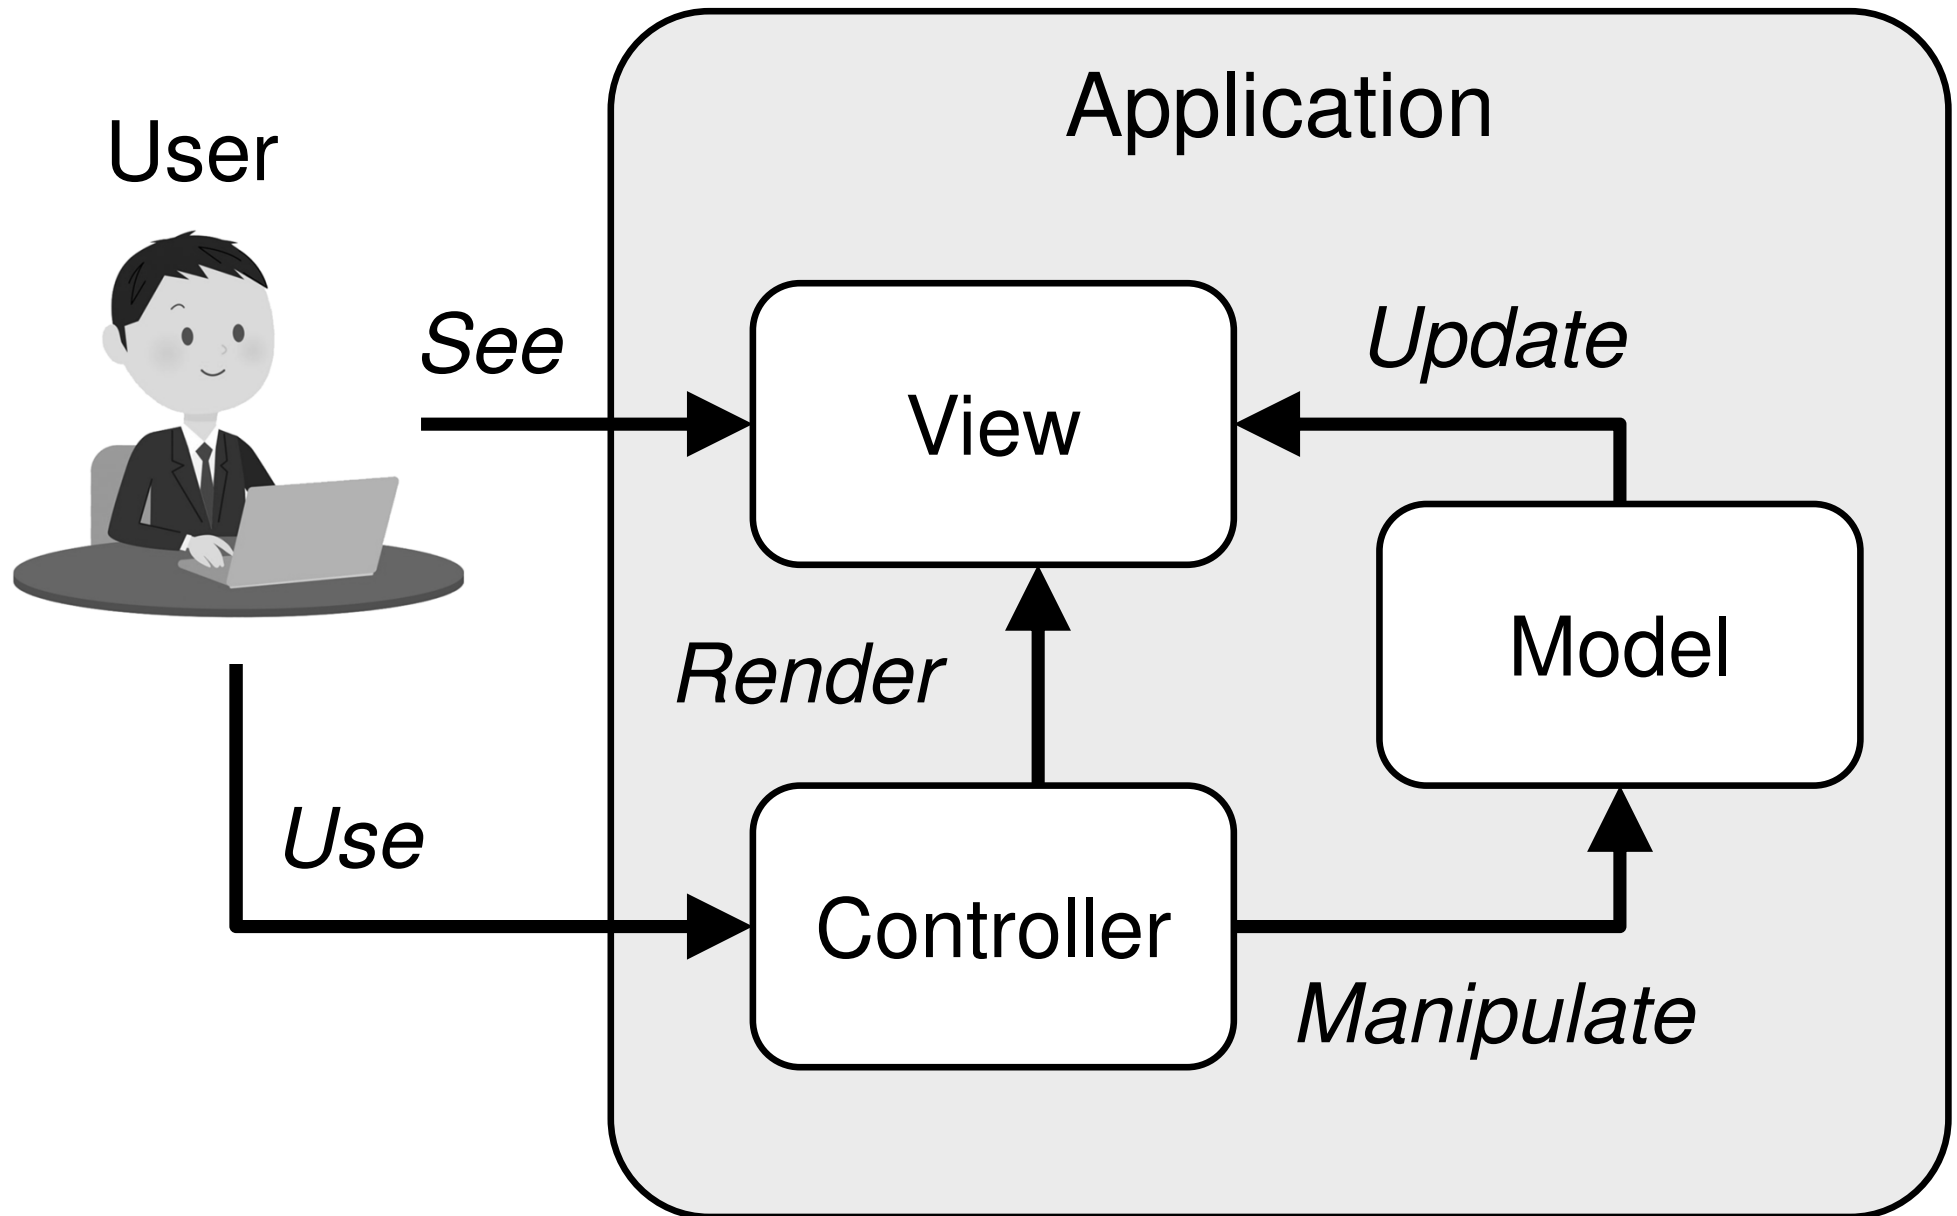 Application
User
See
Update
View
Model
Render
Use
Controller
Manipulate